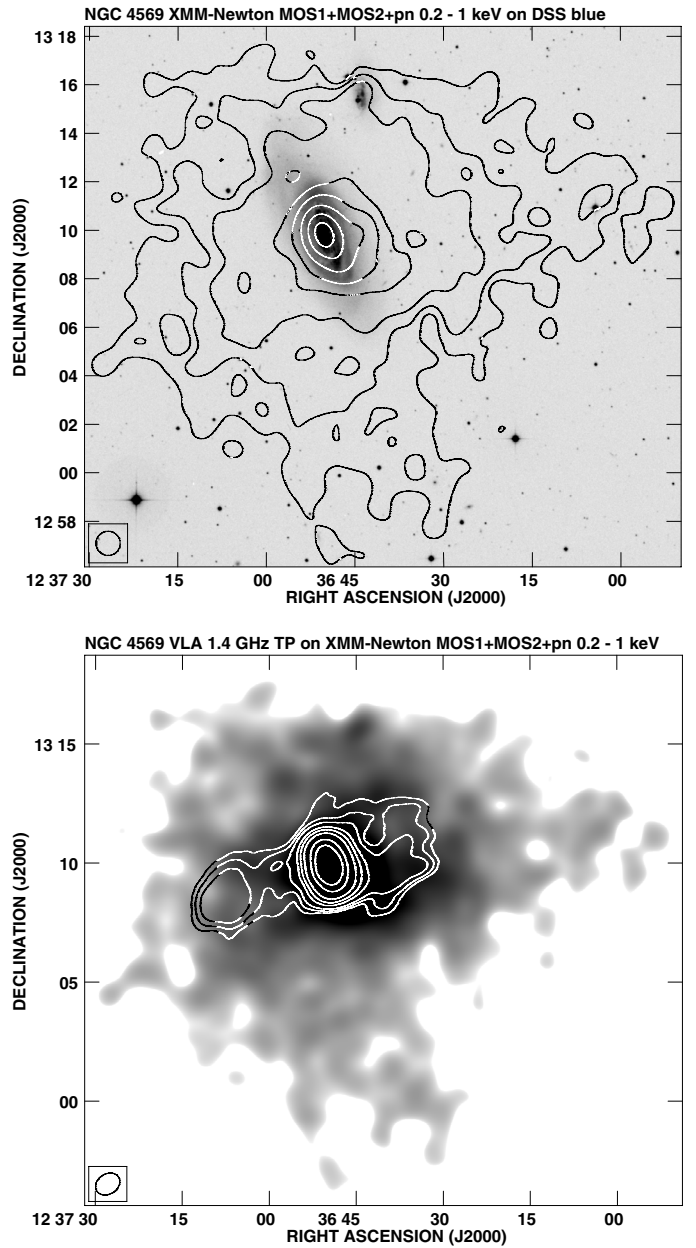 NGC 4569 XMM-Newton MOS1+MOS2+pn 0.2 - 1 keV on DSS blue
13 18
16
14
12
10
08
06
04
02
00
12 58
DECLINATION (J2000)
12 37 30 15 00 36 45 30 15 00
RIGHT ASCENSION (J2000)
NGC 4569 VLA 1.4 GHz TP on XMM-Newton MOS1+MOS2+pn 0.2 - 1 keV
13 15
10
05
00
DECLINATION (J2000)
12 37 30 15 00 36 45 30 15 00
RIGHT ASCENSION (J2000)